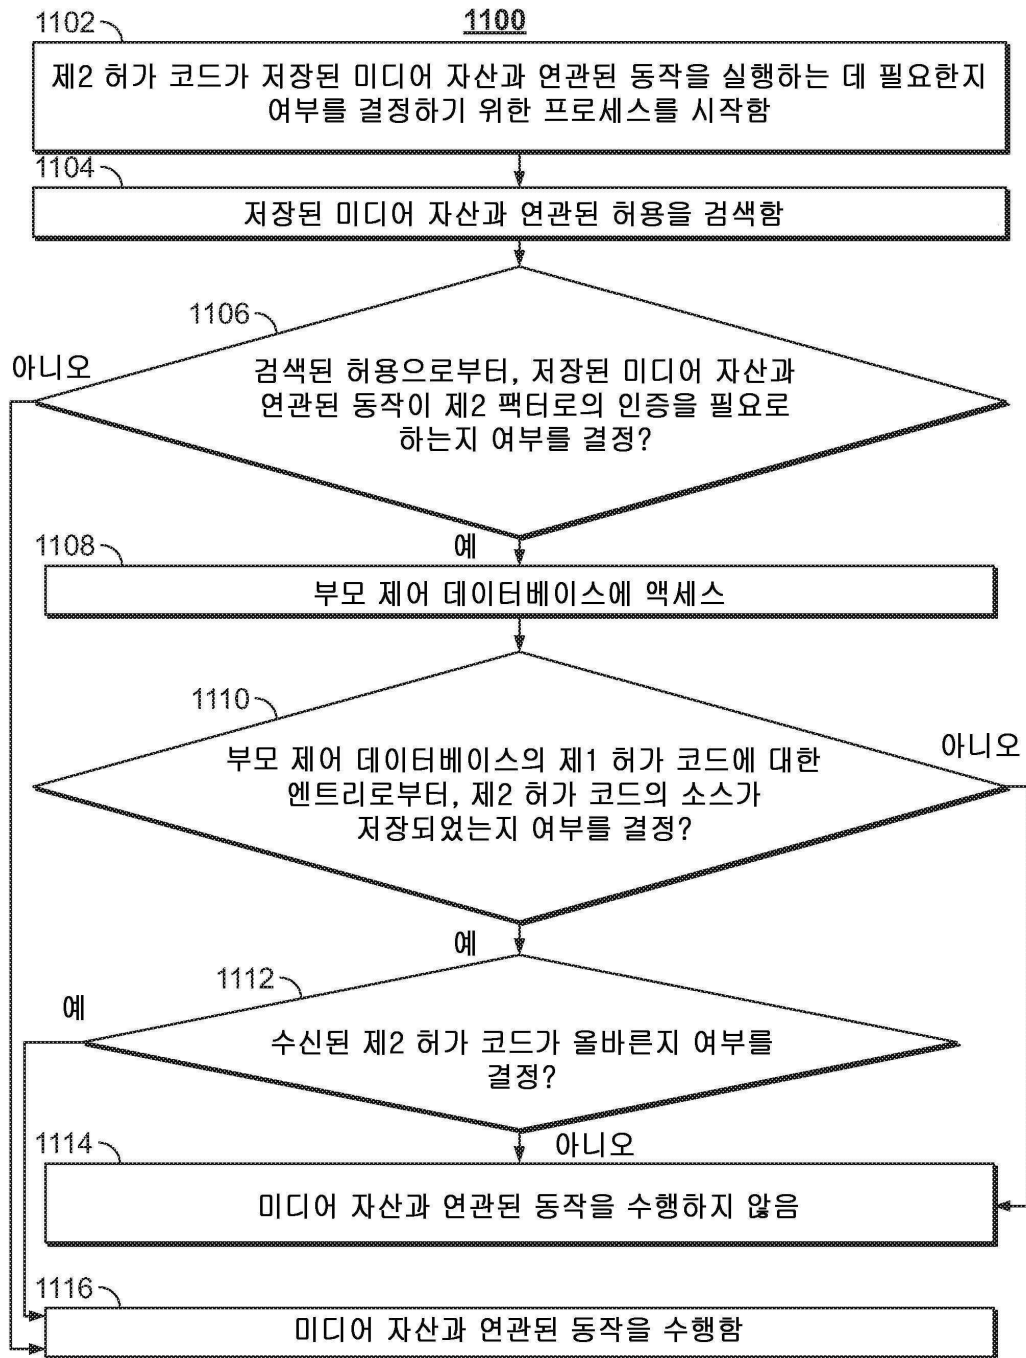 1100
1102
제2 허가 코드가 저장된 미디어 자산과 연관된 동작을 실행하는 데 필요한지
여부를 결정하기 위한 프로세스를 시작함
1104
저장된 미디어 자산과 연관된 허용을 검색함
1106
아니오
검색된 허용으로부터, 저장된 미디어 자산과
연관된 동작이 제2 팩터로의 인증을 필요로
하는지 여부를 결정?
예
1108
부모 제어 데이터베이스에 액세스
1110
아니오
부모 제어 데이터베이스의 제1 허가 코드에 대한
엔트리로부터, 제2 허가 코드의 소스가
저장되었는지 여부를 결정?
예
1112
예
수신된 제2 허가 코드가 올바른지 여부를
결정?
아니오
1114
미디어 자산과 연관된 동작을 수행하지 않음
1116
미디어 자산과 연관된 동작을 수행함